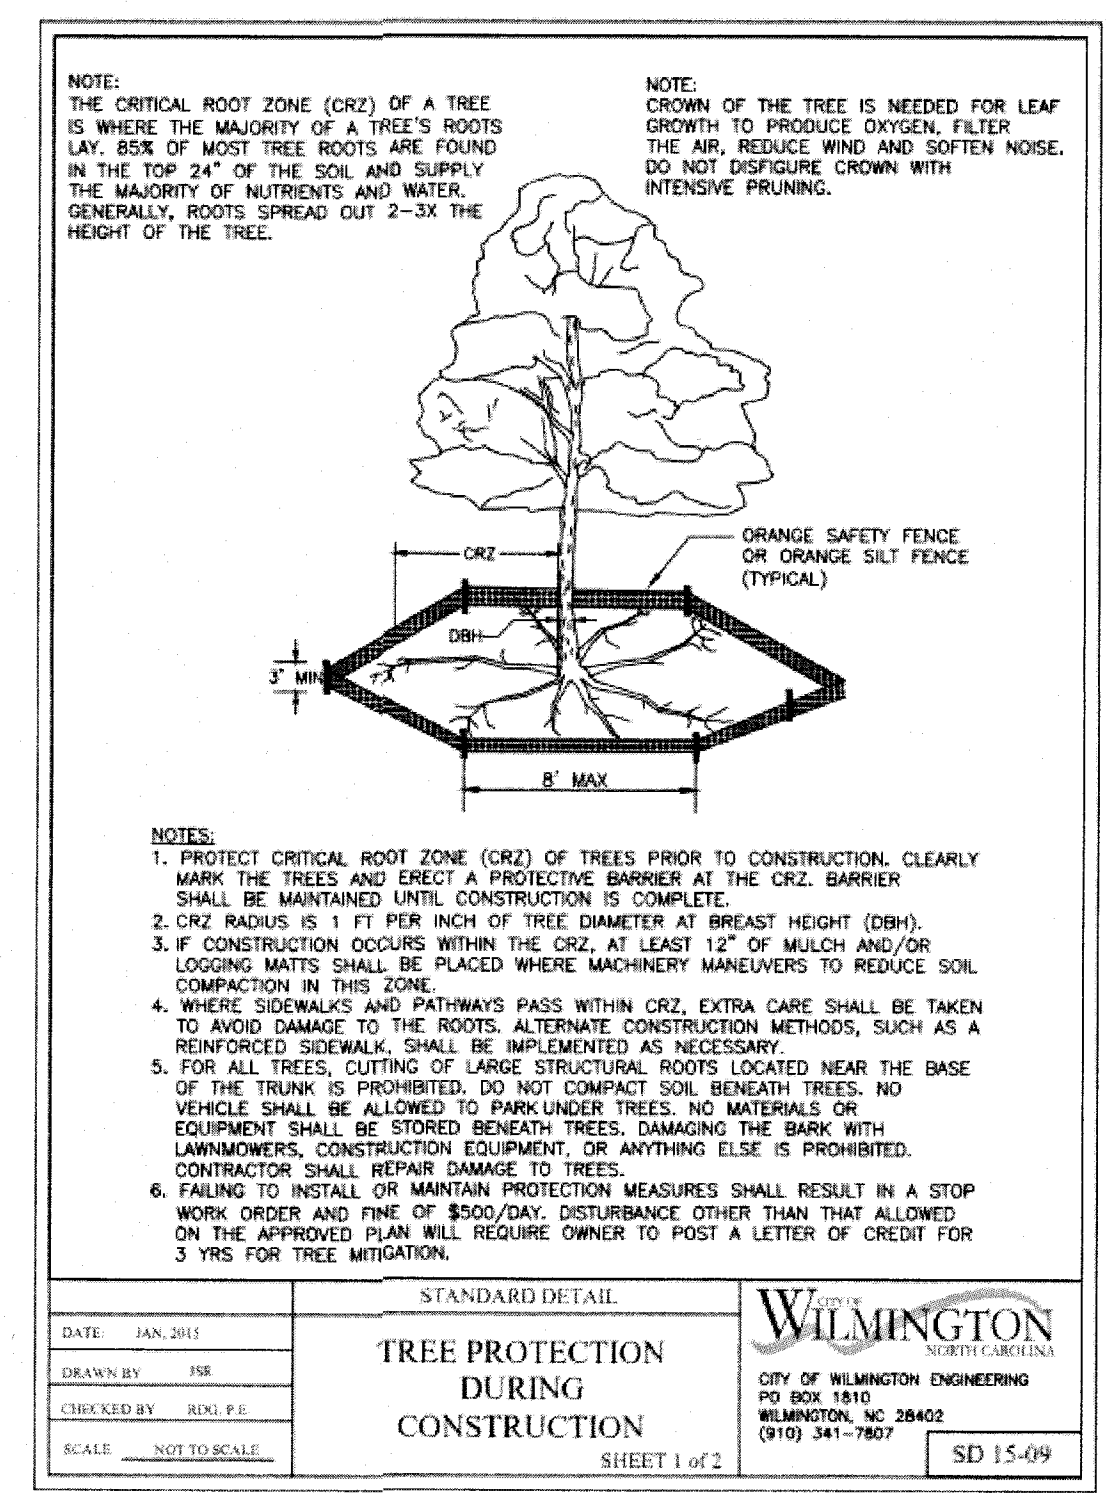 NOTE:
THE CRITICAL ROOT ZONE (CRZ) OF A TREE
IS WHERE THE MAJORITY OF A TREE'S ROOTS
LAY. 85% OF MOST TREE ROOTS ARE FOUND
IN THE TOP 24" OF THE SOIL AND SUPPLY
THE MAJORITY OF NUTRIENTS AND WATER.
GENERALLY, ROOTS SPREAD OUT 2-3X THE
HEIGHT OF THE TREE.
NOTE:
CROWN OF THE TREE IS NEEDED FOR LEAF
GROWTH TO PRODUCE OXYGEN, FILTER
THE AIR, REDUCE WIND AND SOFTEN NOISE.
DO NOT DISFIGURE CROWN WITH
INTENSIVE PRUNING.
ORANGE SAFETY FENCE
OR ORANGE SILT FENCE
(TYPICAL)
CRZ
DBH
3' MIN
8' MAX
NOTES:
1. PROTECT CRITICAL ROOT ZONE (CRZ) OF TREES PRIOR TO CONSTRUCTION. CLEARLY
MARK THE TREES AND ERECT A PROTECTIVE BARRIER AT THE CRZ. BARRIER
SHALL BE MAINTAINED UNTIL CONSTRUCTION IS COMPLETE.
2. CRZ RADIUS IS 1 FT PER INCH OF TREE DIAMETER AT BREAST HEIGHT (DBH).
3. IF CONSTRUCTION OCCURS WITHIN THE CRZ, AT LEAST 12" OF MULCH AND/OR
LOGGING MATTS SHALL BE PLACED WHERE MACHINERY MANEUVERS TO REDUCE SOIL
COMPACTION IN THIS ZONE.
4. WHERE SIDEWALKS AND PATHWAYS PASS WITHIN CRZ, EXTRA CARE SHALL BE TAKEN
TO AVOID DAMAGE TO THE ROOTS. ALTERNATE CONSTRUCTION METHODS, SUCH AS A
REINFORCED SIDEWALK, SHALL BE IMPLEMENTED AS NECESSARY.
5. FOR ALL TREES, CUTTING OF LARGE STRUCTURAL ROOTS LOCATED NEAR THE BASE
OF THE TRUNK IS PROHIBITED. DO NOT COMPACT SOIL BENEATH TREES. NO
VEHICLE SHALL BE ALLOWED TO PARK UNDER TREES. NO MATERIALS OR
EQUIPMENT SHALL BE STORED BENEATH TREES. DAMAGING THE BARK WITH
LAWNMOWERS, CONSTRUCTION EQUIPMENT, OR ANYTHING ELSE IS PROHIBITED.
CONTRACTOR SHALL REPAIR DAMAGE TO TREES.
6. FAILING TO INSTALL OR MAINTAIN PROTECTION MEASURES SHALL RESULT IN A STOP
WORK ORDER AND FINE OF $500/DAY. DISTURBANCE OTHER THAN THAT ALLOWED
ON THE APPROVED PLAN WILL REQUIRE OWNER TO POST A LETTER OF CREDIT FOR
3 YRS FOR TREE MITIGATION.
DATE: JAN, 2015
DRAWN BY JSR
CHECKED BY RDG, P.E.
SCALE NOT TO SCALE
STANDARD DETAIL
TREE PROTECTION
DURING
CONSTRUCTION
SHEET 1 of 2
CITY OF
WILMINGTON
NORTH CAROLINA
CITY OF WILMINGTON ENGINEERING
PO BOX 1810
WILMINGTON, NC 28402
(910) 341-7807
SD 15-09